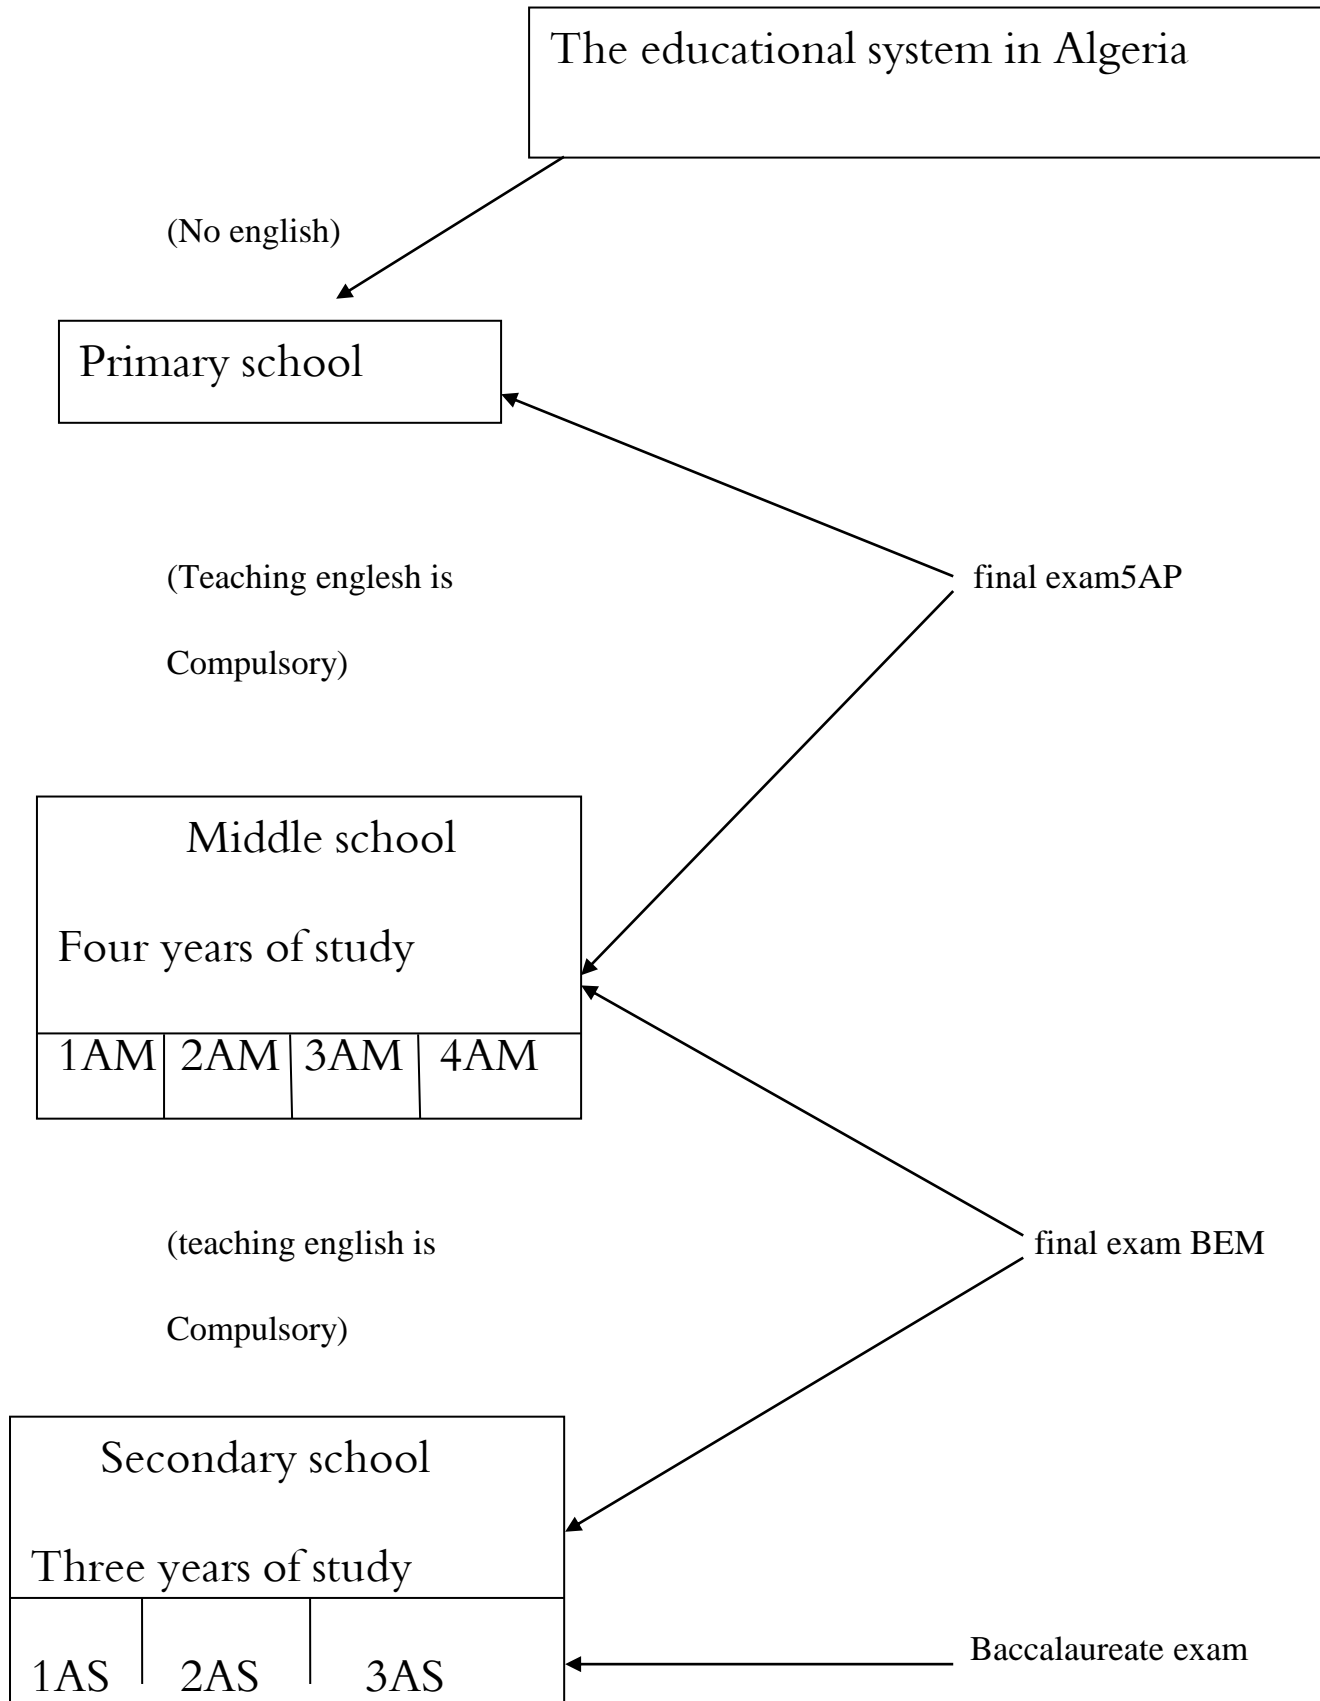 The educational system in Algeria
(No english)
Primary school
(Teaching englesh is
final exam5AP
Compulsory)
Middle school
Four years of study
1AM 2AM 3AM 4AM
(teaching english is
final exam BEM
Compulsory)
Secondary school
Three years of study
1AS 2AS 3AS
Baccalaureate exam